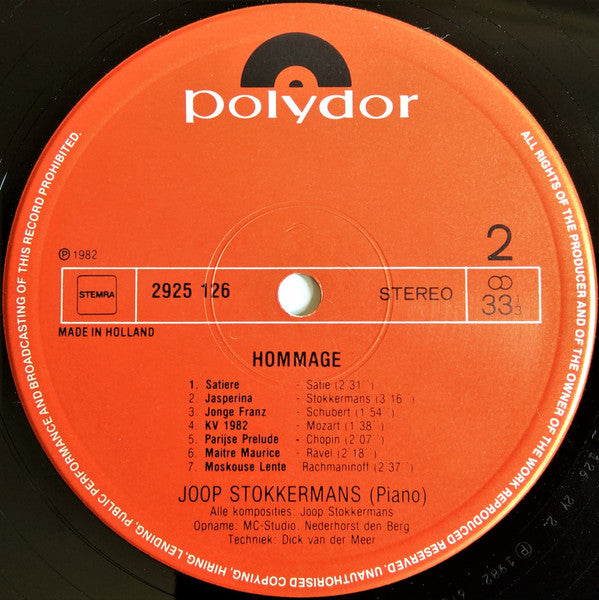 polydor
ALL RIGHTS OF THE PRODUCER AND OF THE OWNER OF THE WORK REPRODUCED RESERVED. UNAUTHORISED COPYING, HIRING, LENDING, PUBLIC PERFORMANCE AND BROADCASTING OF THIS RECORD PROHIBITED.
℗ 1982
2
STEMRA
2925 126
STEREO
33 1/3
MADE IN HOLLAND
HOMMAGE
1. Satiere - Satie (2'31")
2. Jasperina - Stokkermans (3'16")
3. Jonge Franz - Schubert (1'54")
4. KV 1982 - Mozart (1'38")
5. Parijse Prelude - Chopin (2'07")
6. Maitre Maurice - Ravel (2'18")
7. Moskouse Lente Rachmaninoff (2'37")
JOOP STOKKERMANS (Piano)
Alle komposities: Joop Stokkermans
Opname: MC-Studio. Nederhorst den Berg
Techniek: Dick van der Meer